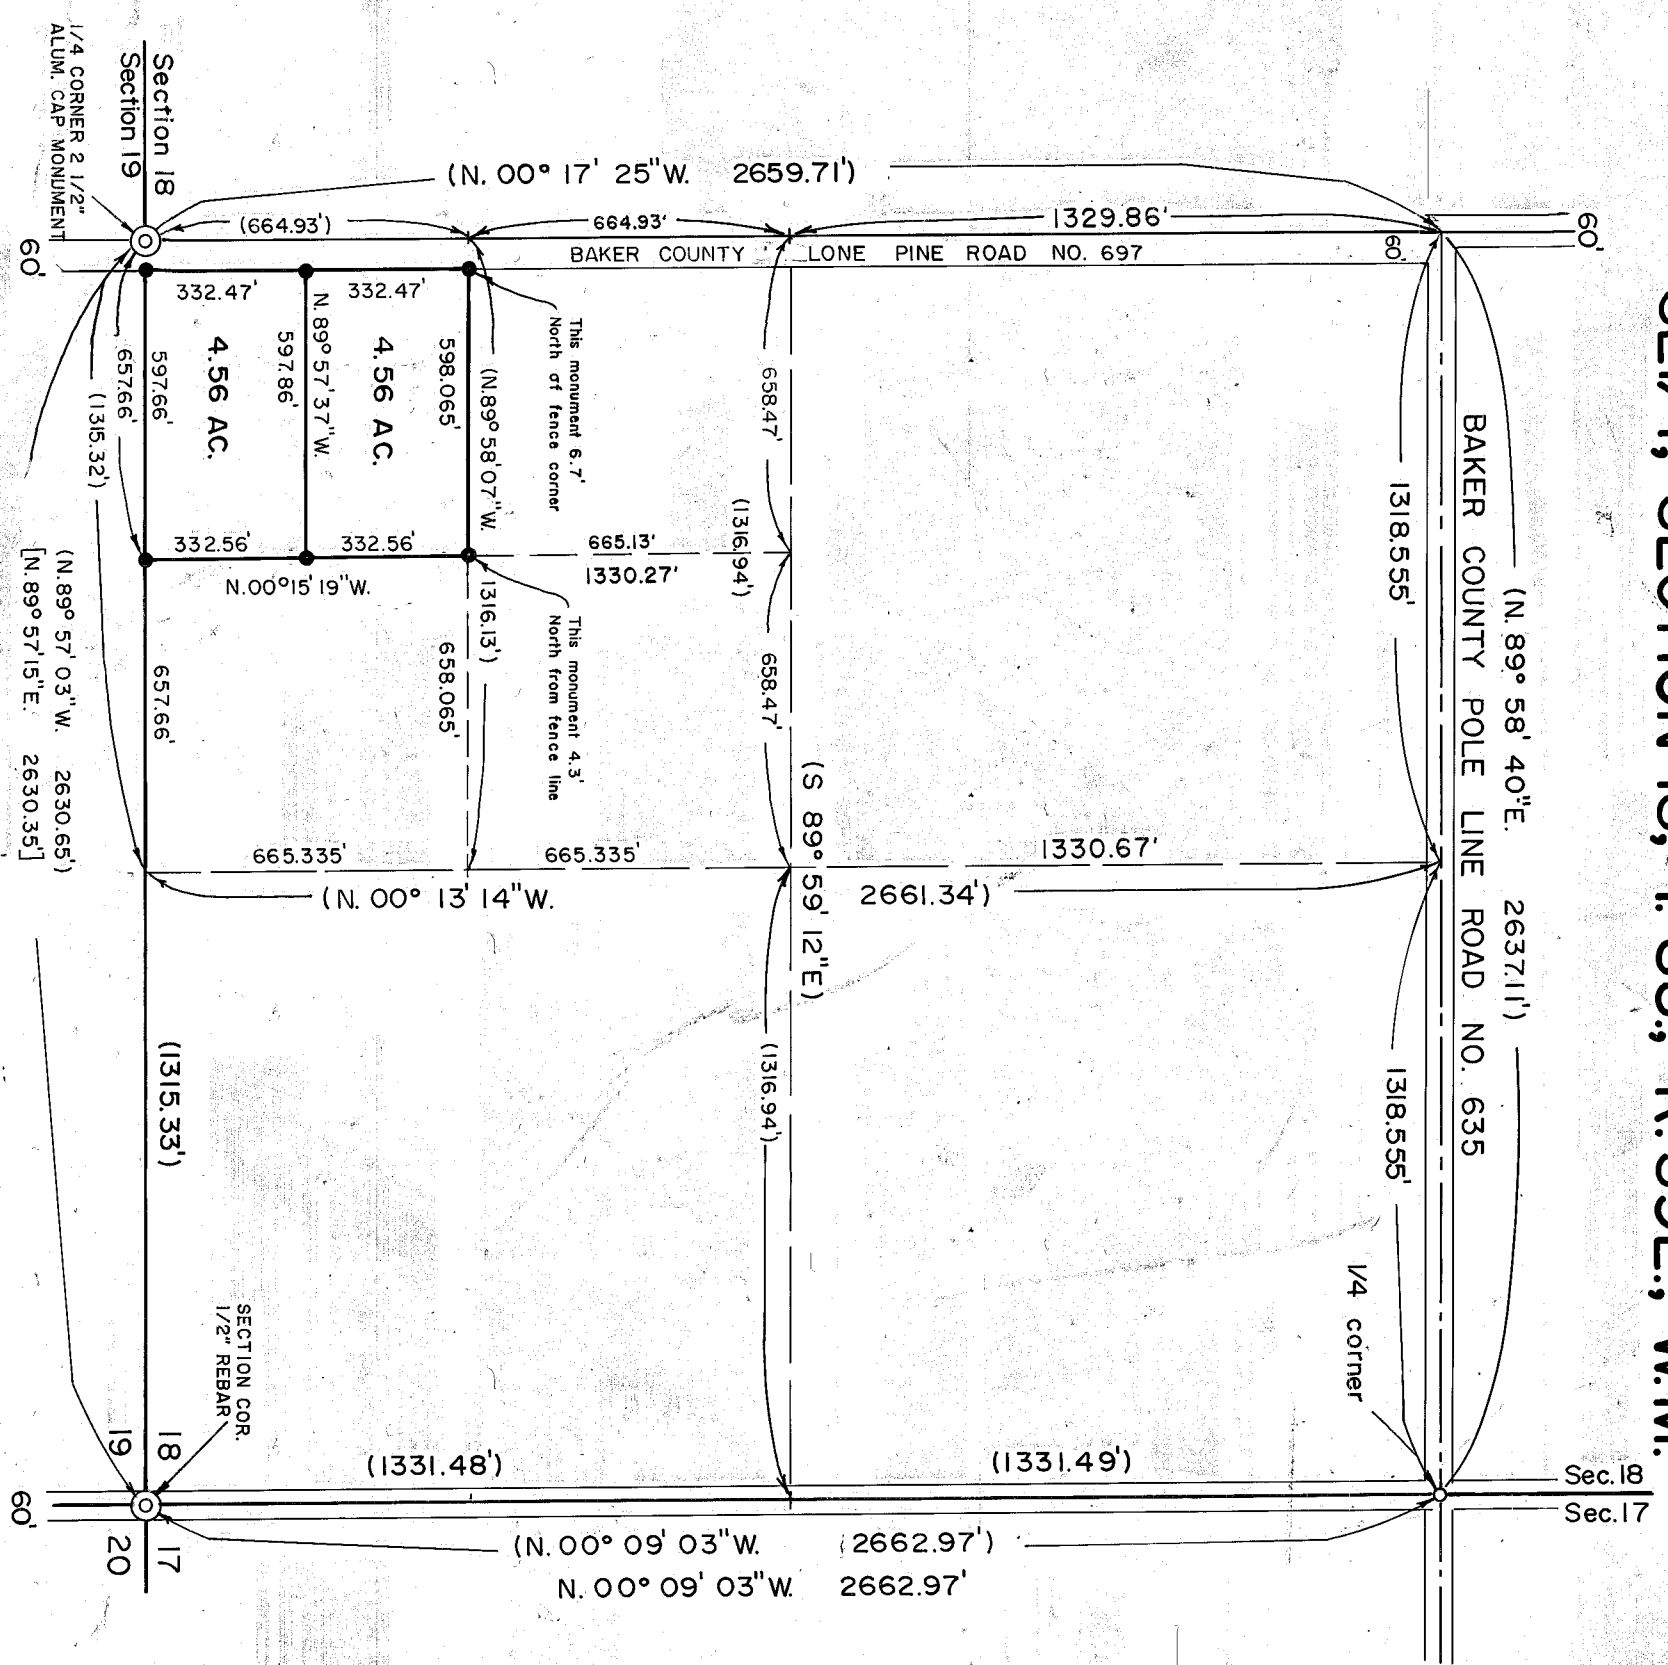 Section 18
Section 19
1/4 CORNER 2 1/2"
ALUM. CAP MONUMENT
60'
(N. 00° 17' 25"W. 2659.71')
(664.93')
664.93'
1329.86'
BAKER COUNTY LONE PINE ROAD NO. 697
60'
60'
332.47'
332.47'
4.56 AC.
4.56 AC.
N. 89° 57' 37"W.
597.86'
598.065'
(N. 89° 58' 07"W.
1316.13')
597.66'
657.66'
(1315.32')
This monument 6.7'
North of fence corner
658.47'
(1316.94')
658.47'
332.56'
332.56'
N. 00° 15' 19"W.
665.13'
1330.27'
This monument 4.3'
North from fence line
658.065'
657.66'
(N. 89° 57' 03"W. 2630.65')
[N. 89° 57' 15"E. 2630.35']
665.335'
665.335'
1330.67'
(N. 00° 13' 14"W.
2661.34')
(S 89° 59' 12"E)
(1316.94')
1318.555'
1318.555'
BAKER COUNTY POLE LINE ROAD NO. 635
(N. 89° 58' 40"E. 2637.11')
(1315.33')
1/4 corner
SECTION COR.
1/2" REBAR
18
19
17
20
60'
(1331.48')
(1331.49')
Sec. 18
Sec. 17
(N. 00° 09' 03"W. (2662.97')
N. 00° 09' 03"W. 2662.97'